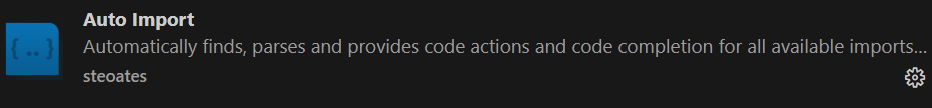 Auto Import
{ .. }
Automatically finds, parses and provides code actions and code completion for all available imports...
steoates